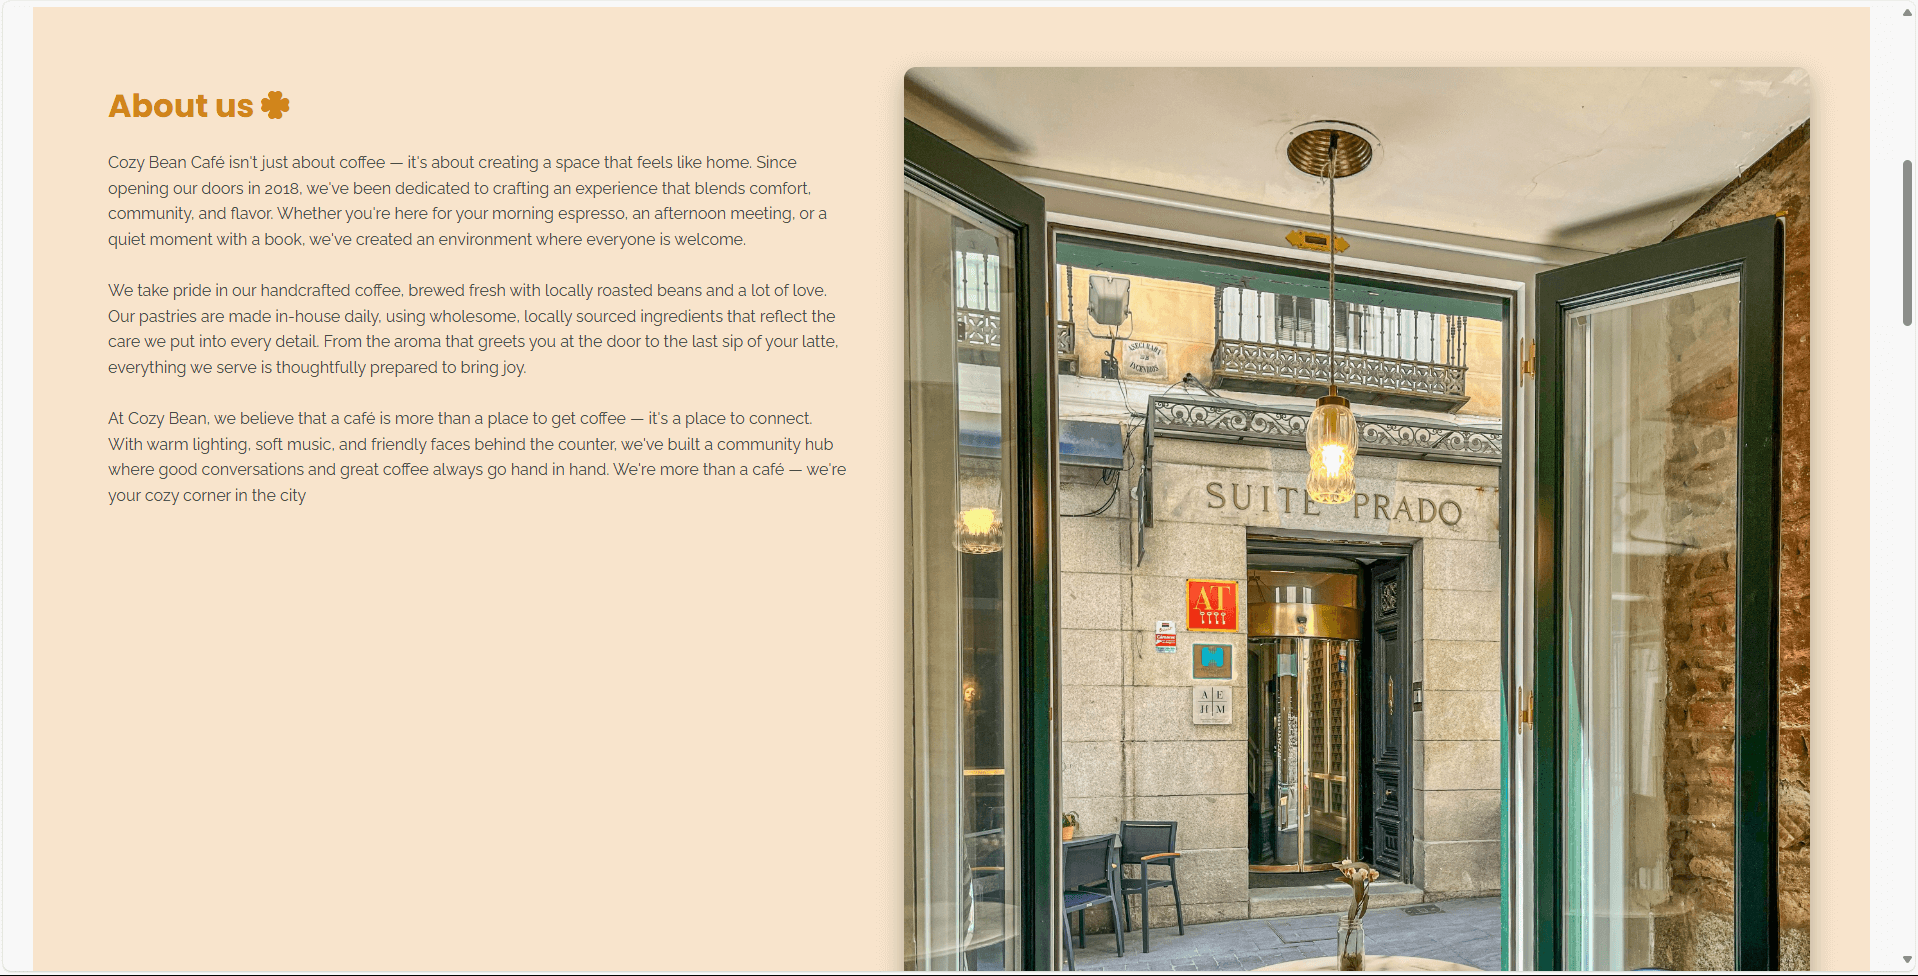 About us
Cozy Bean Café isn't just about coffee — it's about creating a space that feels like home. Since
opening our doors in 2018, we've been dedicated to crafting an experience that blends comfort,
community, and flavor. Whether you're here for your morning espresso, an afternoon meeting, or a
quiet moment with a book, we've created an environment where everyone is welcome.
We take pride in our handcrafted coffee, brewed fresh with locally roasted beans and a lot of love.
Our pastries are made in-house daily, using wholesome, locally sourced ingredients that reflect the
care we put into every detail. From the aroma that greets you at the door to the last sip of your latte,
everything we serve is thoughtfully prepared to bring joy.
At Cozy Bean, we believe that a café is more than a place to get coffee — it's a place to connect.
With warm lighting, soft music, and friendly faces behind the counter, we've built a community hub
where good conversations and great coffee always go hand in hand. We're more than a café — we're
your cozy corner in the city
ASEGURADA
DE
INCENDIOS
SUITE PRADO
AT
H
A E
H M